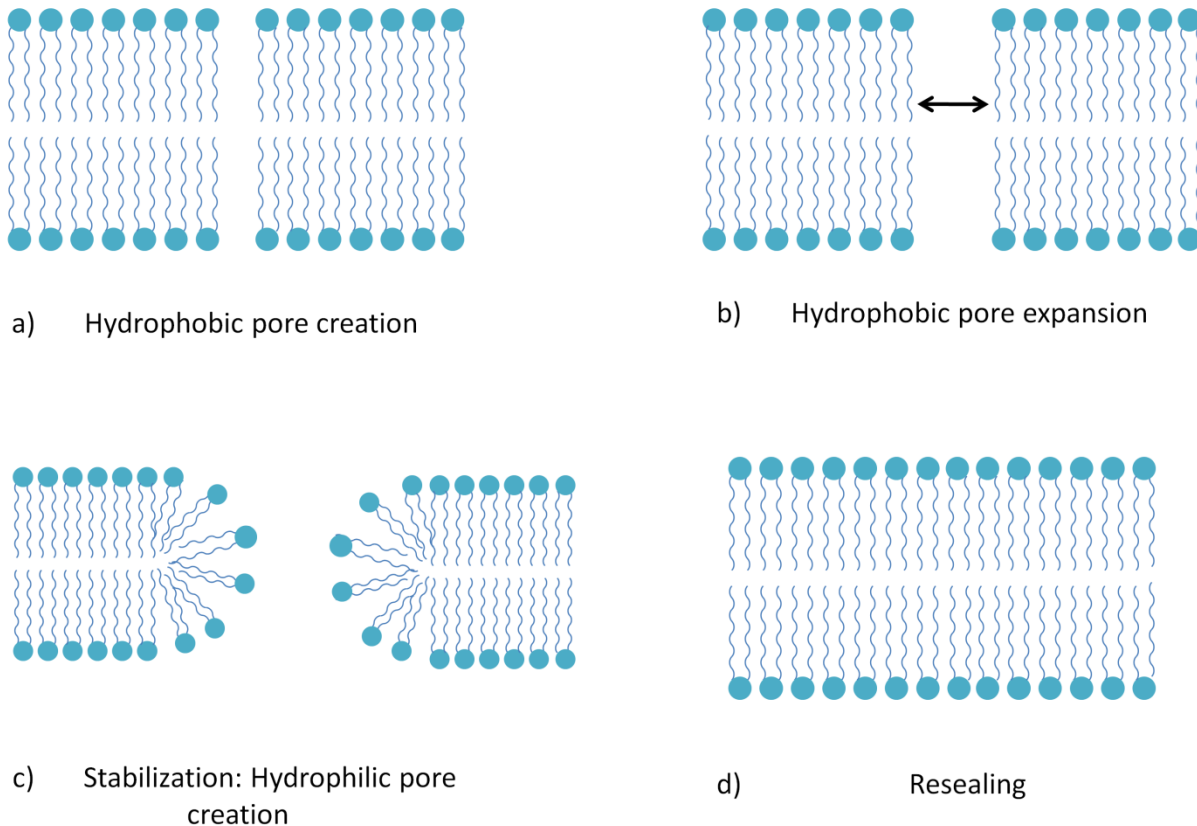 a) Hydrophobic pore creation
b) Hydrophobic pore expansion
c) Stabilization: Hydrophilic pore
creation
d) Resealing